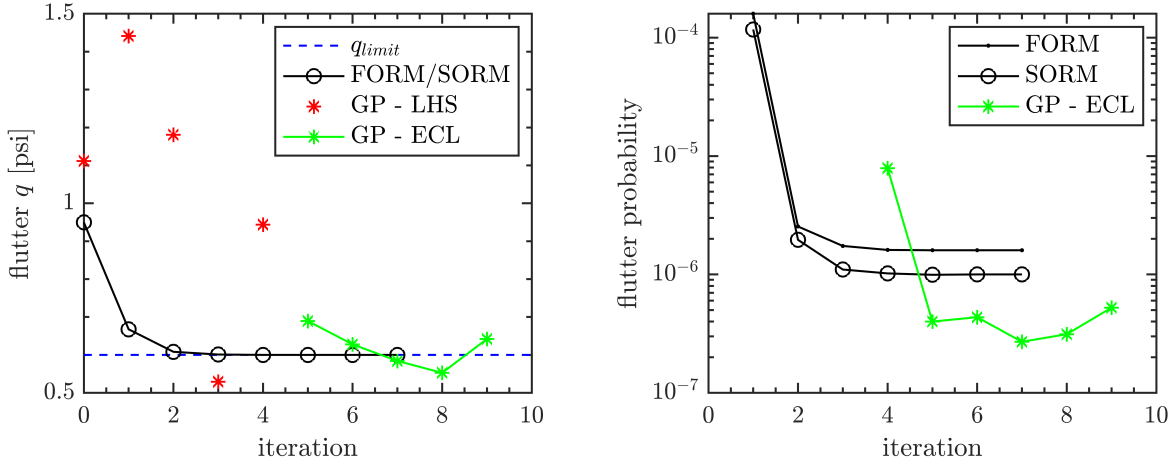 1.5
1
0.5
0
2
4
6
8
10
iteration
flutter q [psi]
q_limit
FORM/SORM
GP - LHS
GP - ECL
10^-4
10^-5
10^-6
10^-7
0
2
4
6
8
10
iteration
flutter probability
FORM
SORM
GP - ECL